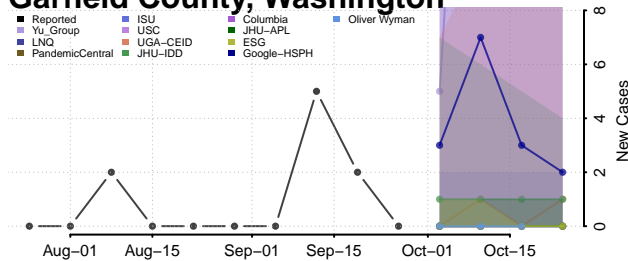 Garfield County, Washington
Reported ISU Columbia Oliver Wyman
Yu_Group USC JHU−APL
LNQ UGA−CEID ESG
PandemicCentral JHU−IDD Google−HSPH
8
6
4
2
0
New Cases
Aug−01 Aug−15 Sep−01 Sep−15 Oct−01 Oct−15